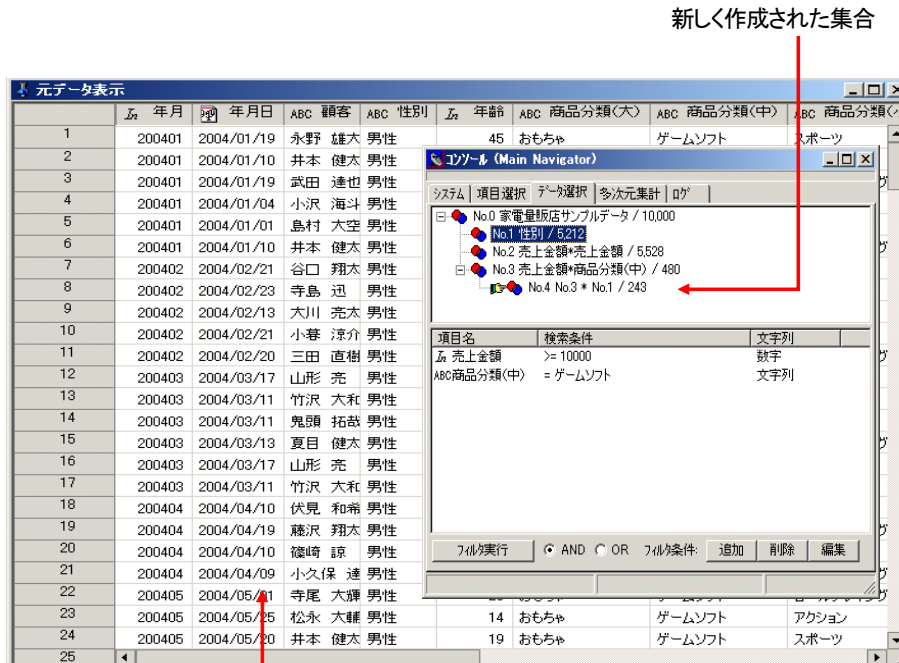 新しく作成された集合
元データ表示
年月 年月日 ABC 顧客 ABC 性別 年齢 ABC 商品分類(大) ABC 商品分類(中) ABC 商品分類(
1 200401 2004/01/19 永野 雄大 男性 45 おもちゃ ゲームソフト スポーツ
2 200401 2004/01/10 井本 健太 男性
3 200401 2004/01/19 武田 達也 男性
4 200401 2004/01/04 小沢 海斗 男性
5 200401 2004/01/01 島村 大空 男性
6 200401 2004/01/10 井本 健太 男性
7 200402 2004/02/21 谷口 翔太 男性
8 200402 2004/02/23 寺島 迅 男性
9 200402 2004/02/13 大川 亮太 男性
10 200402 2004/02/21 小暮 涼介 男性
11 200402 2004/02/20 三田 直樹 男性
12 200403 2004/03/17 山形 亮 男性
13 200403 2004/03/11 竹沢 大和 男性
14 200403 2004/03/11 鬼頭 拓哉 男性
15 200403 2004/03/13 夏目 健太 男性
16 200403 2004/03/17 山形 亮 男性
17 200403 2004/03/11 竹沢 大和 男性
18 200404 2004/04/10 伏見 和希 男性
19 200404 2004/04/19 藤沢 翔太 男性
20 200404 2004/04/10 篠崎 諒 男性
21 200404 2004/04/09 小久保 達 男性
22 200405 2004/05/01 寺尾 大輝 男性
23 200405 2004/05/25 松永 大輔 男性 14 おもちゃ ゲームソフト アクション
24 200405 2004/05/20 井本 健太 男性 19 おもちゃ ゲームソフト スポーツ
25
コンソール (Main Navigator)
システム 項目選択 データ選択 多次元集計 ログ
No.0 家電量販店サンプルデータ / 10,000
No.1 性別 / 5,212
No.2 売上金額*売上金額 / 5,528
No.3 売上金額*商品分類(中) / 480
No.4 No.3 * No.1 / 243
項目名 検索条件 文字列
売上金額 >= 10000 数字
ABC商品分類(中) = ゲームソフト 文字列
フィルタ実行 AND OR フィルタ条件: 追加 削除 編集